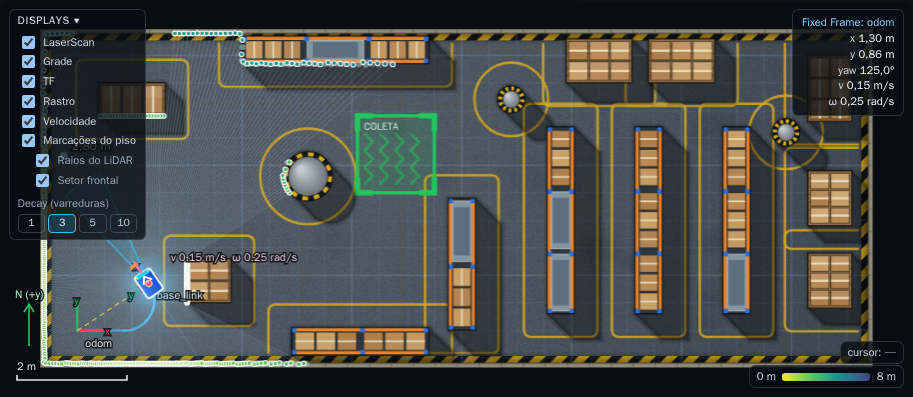 DISPLAYS ▾
LaserScan
Grade
TF
Rastro
Velocidade
Marcações do piso
Raios do LiDAR
Setor frontal
Decay (varreduras)
1 3 5 10
Fixed Frame: odom
x 1,30 m
y 0,86 m
yaw 125,0°
v 0,15 m/s
ω 0,25 rad/s
COLETA
v 0.15 m/s ω 0.25 rad/s
base_link
y
y
x
odom
N (+y)
2 m
cursor: —
0 m 8 m